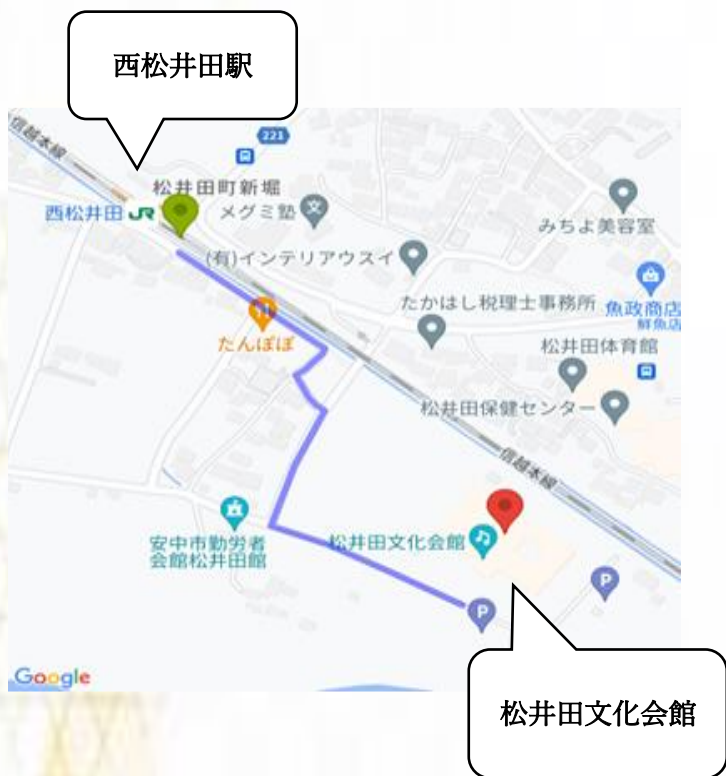 西松井田駅
信越本線
221
松井田町新堀
西松井田 JR
メグミ塾
文
みちよ美容室
(有)インテリアウスイ
たかはし税理士事務所
魚政商店
鮮魚店
たんぽぽ
松井田体育館
松井田保健センター
信越本線
安中市勤労者
会館松井田館
松井田文化会館
P
P
Google
松井田文化会館